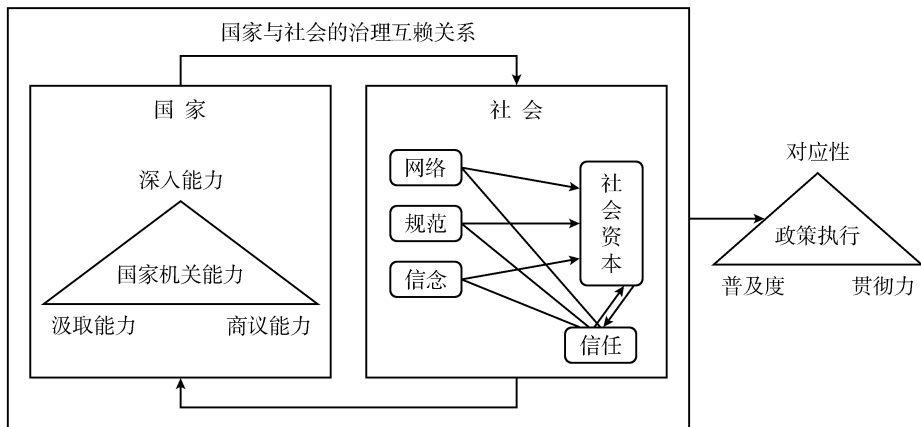 国家与社会的治理互赖关系
国 家
深入能力
国家机关能力
汲取能力
商议能力
社 会
网络
规范
信念
社会资本
信任
对应性
政策执行
普及度
贯彻力